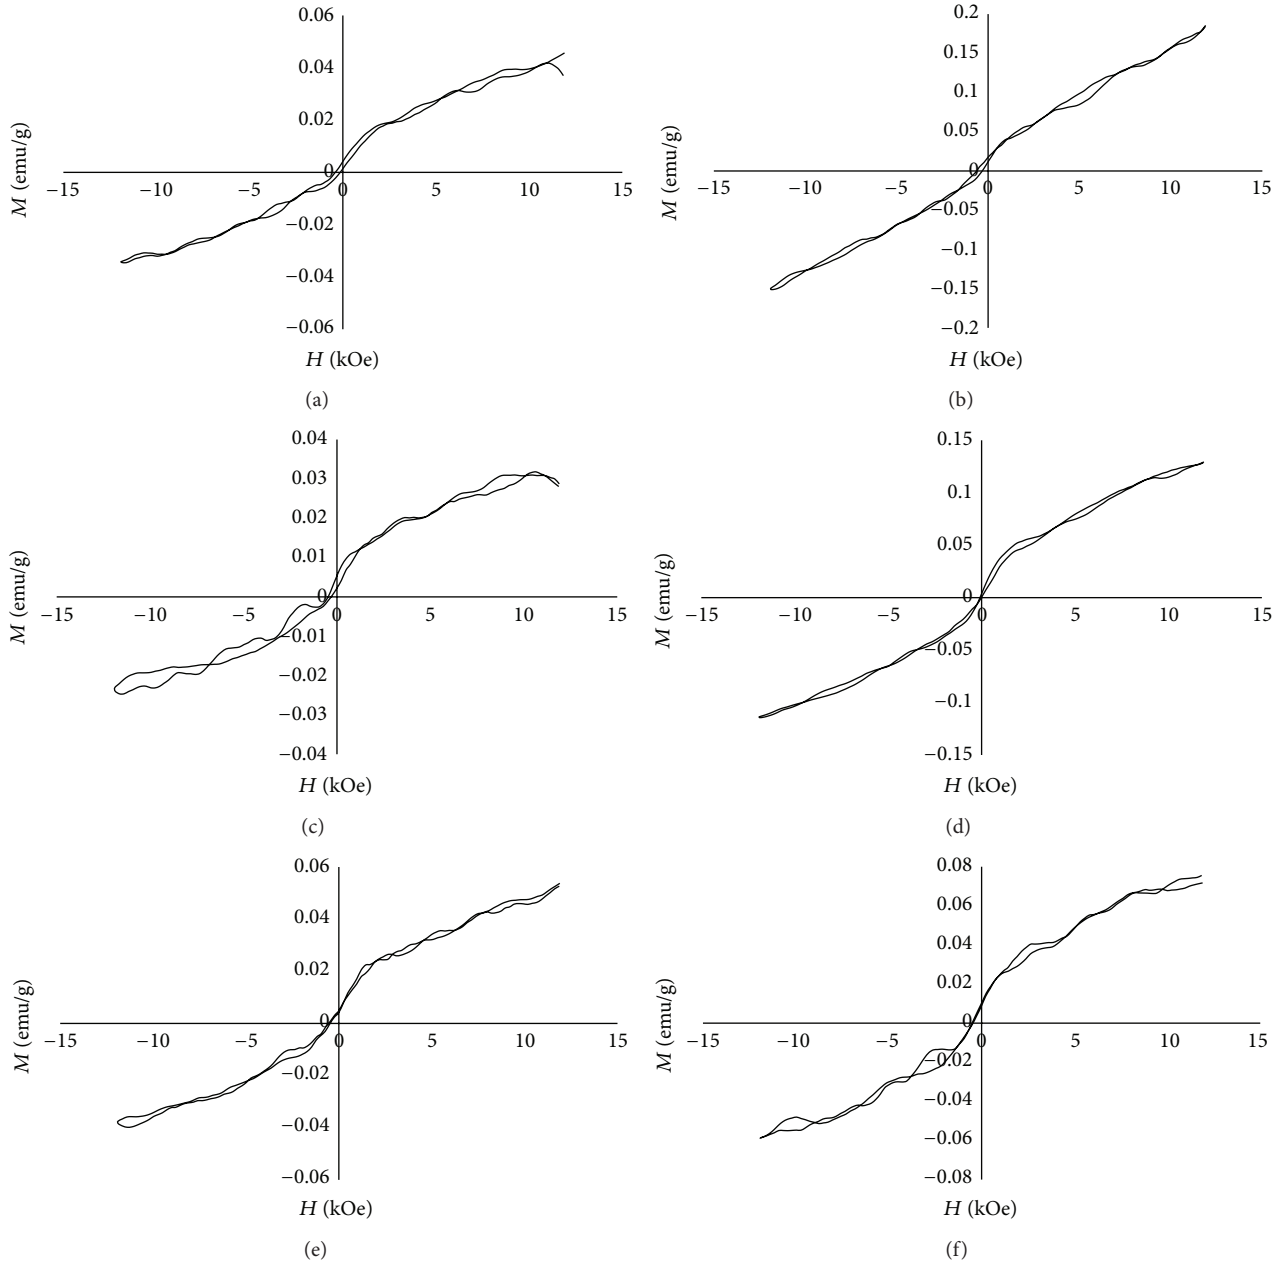 0.06
0.04
0.02
0
−0.02
−0.04
−0.06
−15 −10 −5 0 5 10 15
M (emu/g)
H (kOe)
(a)
0.2
0.15
0.1
0.05
0
−0.05
−0.1
−0.15
−0.2
−15 −10 −5 0 5 10 15
M (emu/g)
H (kOe)
(b)
0.04
0.03
0.02
0.01
0
−0.01
−0.02
−0.03
−0.04
−15 −10 −5 0 5 10 15
M (emu/g)
H (kOe)
(c)
0.15
0.1
0.05
0
−0.05
−0.1
−0.15
−15 −10 −5 0 5 10 15
M (emu/g)
H (kOe)
(d)
0.06
0.04
0.02
0
−0.02
−0.04
−0.06
−15 −10 −5 0 5 10 15
M (emu/g)
H (kOe)
(e)
0.08
0.06
0.04
0.02
0
−0.02
−0.04
−0.06
−0.08
−15 −10 −5 0 5 10 15
M (emu/g)
H (kOe)
(f)